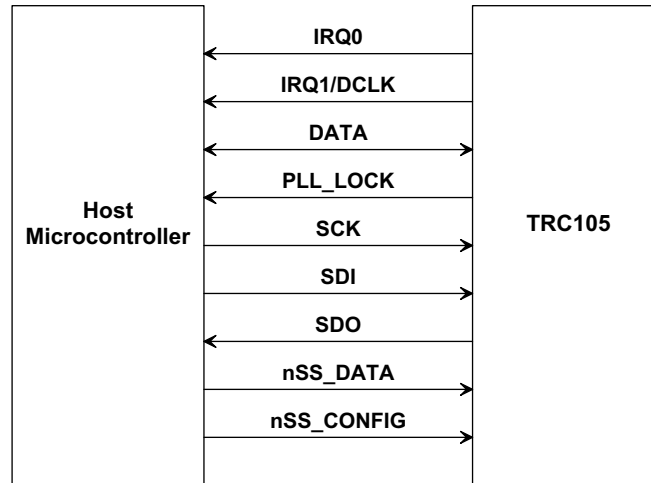 IRQ0
IRQ1/DCLK
DATA
PLL_LOCK
Host
Microcontroller
SCK
TRC105
SDI
SDO
nSS_DATA
nSS_CONFIG